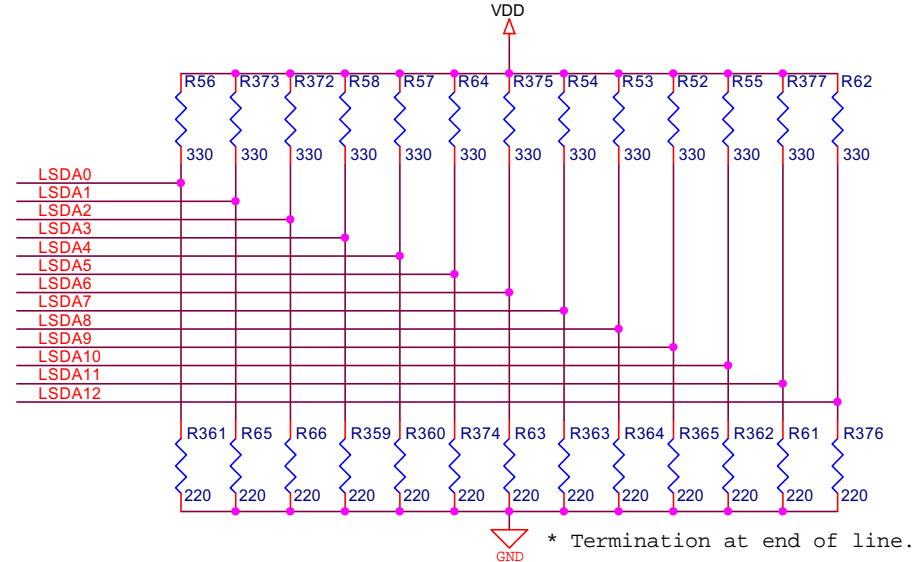 VDD
R56 R373 R372 R58 R57 R64 R375 R54 R53 R52 R55 R377 R62
330 330 330 330 330 330 330 330 330 330 330 330 330
LSDA0
LSDA1
LSDA2
LSDA3
LSDA4
LSDA5
LSDA6
LSDA7
LSDA8
LSDA9
LSDA10
LSDA11
LSDA12
R361 R65 R66 R359 R360 R374 R63 R363 R364 R365 R362 R61 R376
220 220 220 220 220 220 220 220 220 220 220 220 220
GND
* Termination at end of line.